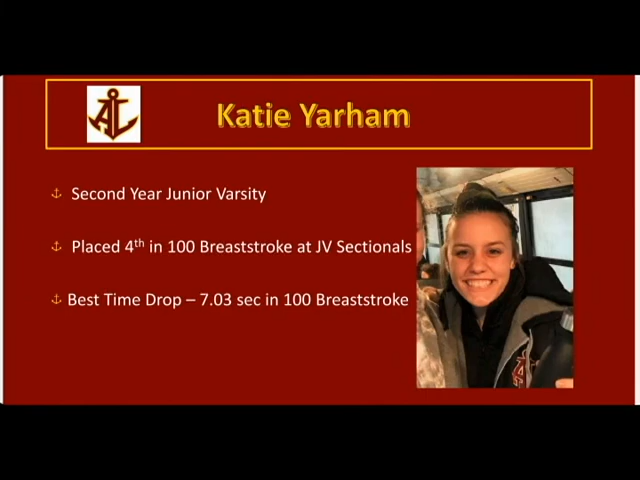 AL
Katie Yarham
Second Year Junior Varsity
Placed 4th in 100 Breaststroke at JV Sectionals
Best Time Drop – 7.03 sec in 100 Breaststroke